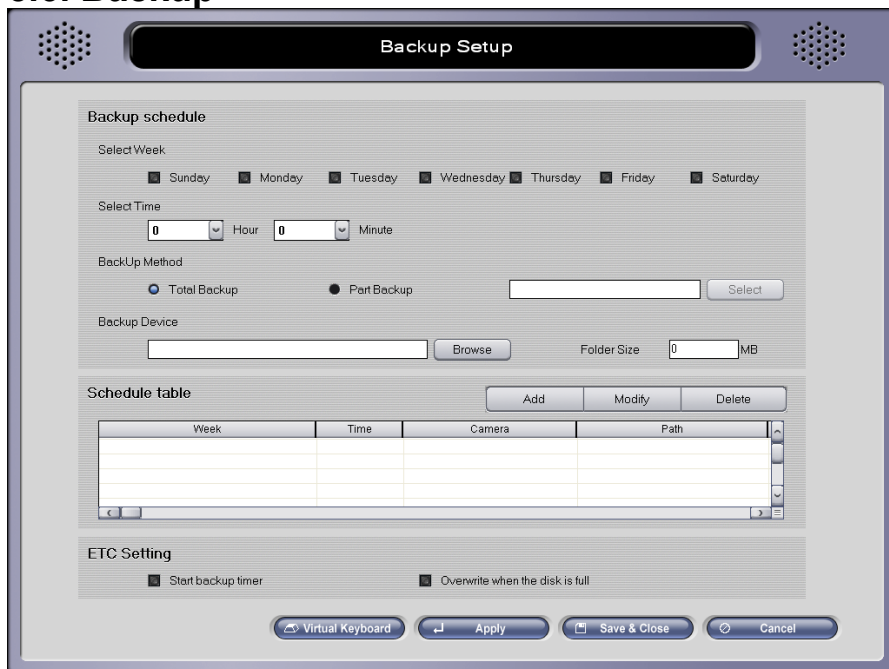 Backup Setup
Backup schedule
Select Week
Sunday Monday Tuesday Wednesday Thursday Friday Saturday
Select Time
0 Hour 0 Minute
BackUp Method
Total Backup Part Backup Select
Backup Device
Browse Folder Size 0 MB
Schedule table Add Modify Delete
Week Time Camera Path
ETC Setting
Start backup timer Overwrite when the disk is full
Virtual Keyboard Apply Save & Close Cancel